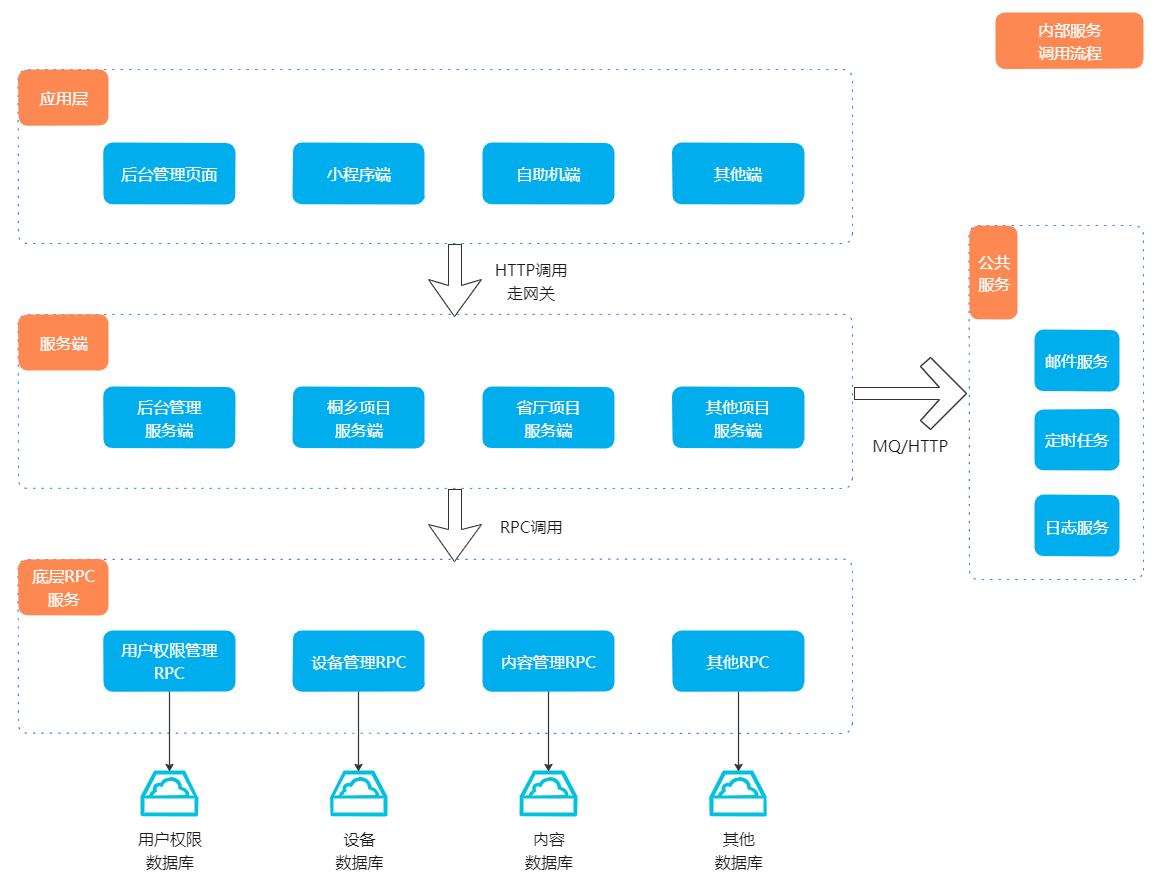 内部服务
调用流程
应用层
后台管理页面
小程序端
自助机端
其他端
HTTP调用
走网关
公共
服务
服务端
后台管理
服务端
桐乡项目
服务端
省厅项目
服务端
其他项目
服务端
MQ/HTTP
邮件服务
定时任务
日志服务
RPC调用
底层RPC
服务
用户权限管理
RPC
设备管理RPC
内容管理RPC
其他RPC
用户权限
数据库
设备
数据库
内容
数据库
其他
数据库